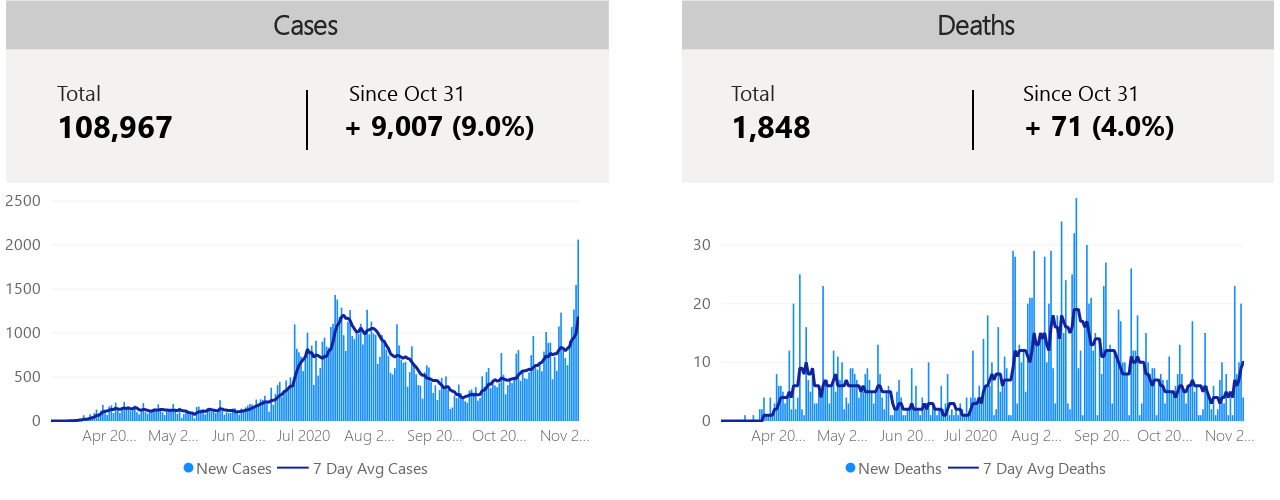 Cases
Total
108,967
Since Oct 31
+ 9,007 (9.0%)
2500
2000
1500
1000
500
0
Apr 20...
May 2...
Jun 20...
Jul 2020
Aug 2...
Sep 20...
Oct 20...
Nov 2...
New Cases
7 Day Avg Cases
Deaths
Total
1,848
Since Oct 31
+ 71 (4.0%)
30
20
10
0
Apr 20...
May 2...
Jun 20...
Jul 2020
Aug 2...
Sep 20...
Oct 20...
Nov 2...
New Deaths
7 Day Avg Deaths